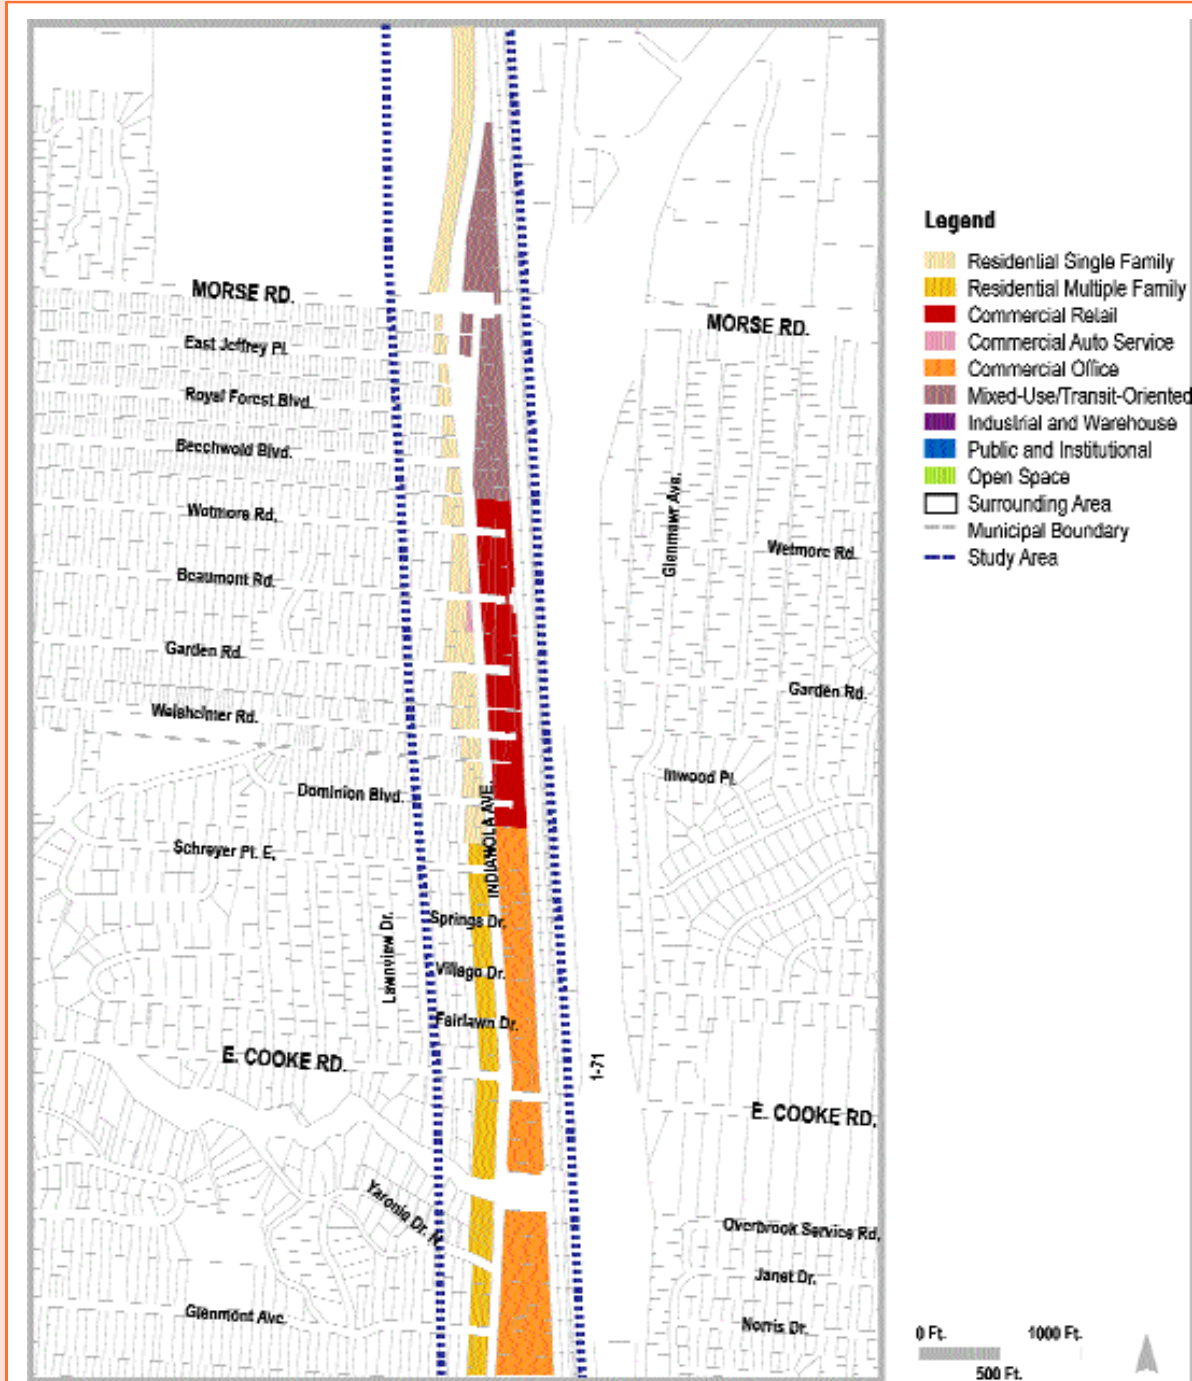 MORSE RD.
East Jeffrey Pl.
Royal Forest Blvd.
Beechwold Blvd.
Wetmore Rd.
Beaumont Rd.
Garden Rd.
Weisheimer Rd.
Dominion Blvd.
Schreyer Pl. E.
INDIANOLA AVE.
Springs Dr.
Lawnview Dr.
Village Dr.
Fairlawn Dr.
E. COOKE RD.
Yaronia Dr. N.
Glenmont Ave.
I-71
MORSE RD.
Glenmawr Ave.
Wetmore Rd.
Garden Rd.
Inwood Pl.
E. COOKE RD.
Overbrook Service Rd.
Janet Dr.
Norris Dr.
Legend
Residential Single Family
Residential Multiple Family
Commercial Retail
Commercial Auto Service
Commercial Office
Mixed-Use/Transit-Oriented
Industrial and Warehouse
Public and Institutional
Open Space
Surrounding Area
Municipal Boundary
Study Area
0 Ft. 1000 Ft.
500 Ft.